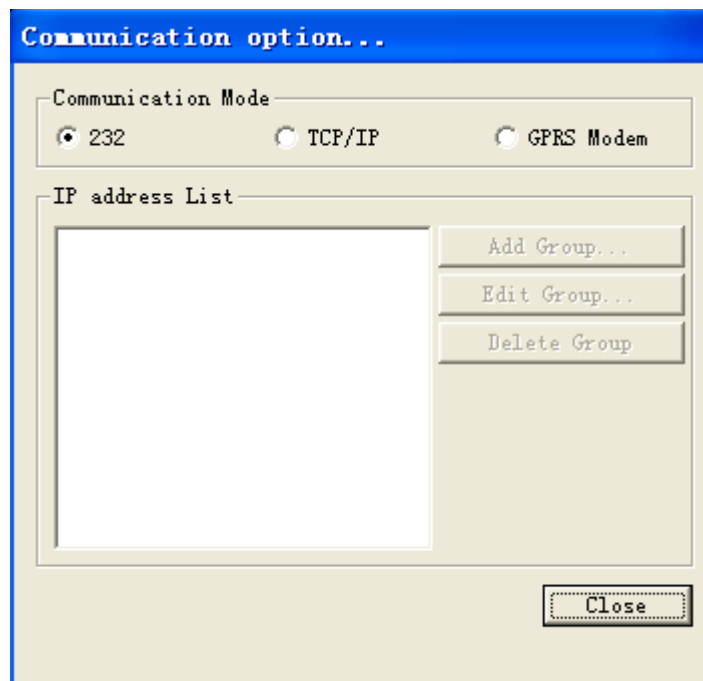 Communication option...
Communication Mode
232 TCP/IP GPRS Modem
IP address List
Add Group...
Edit Group...
Delete Group
Close